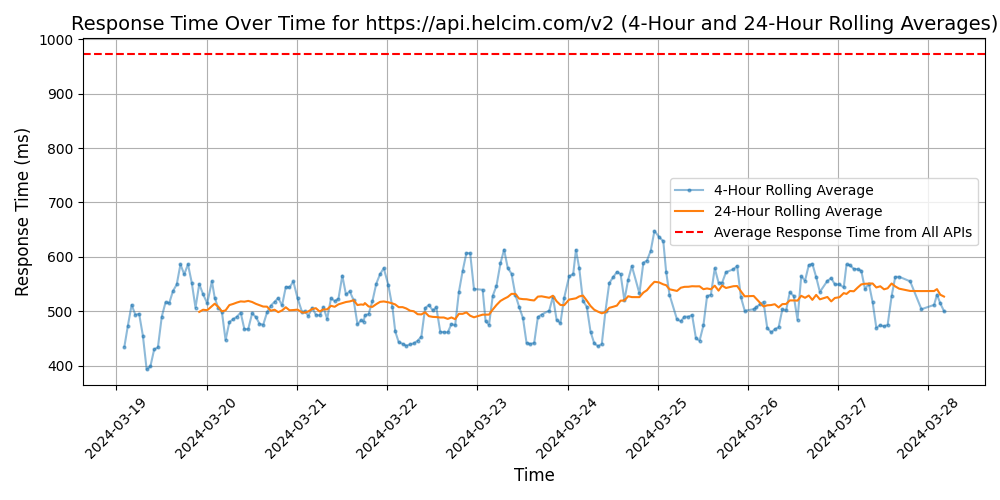 Response Time Over Time for https://api.helcim.com/v2 (4-Hour and 24-Hour Rolling Averages)
Response Time (ms)
1000
900
800
700
600
500
400
4-Hour Rolling Average
24-Hour Rolling Average
Average Response Time from All APIs
2024-03-19
2024-03-20
2024-03-21
2024-03-22
2024-03-23
2024-03-24
2024-03-25
2024-03-26
2024-03-27
2024-03-28
Time